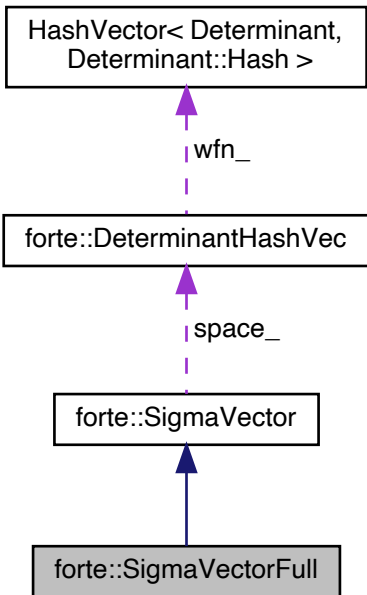 HashVector< Determinant,
Determinant::Hash >
wfn_
forte::DeterminantHashVec
space_
forte::SigmaVector
forte::SigmaVectorFull